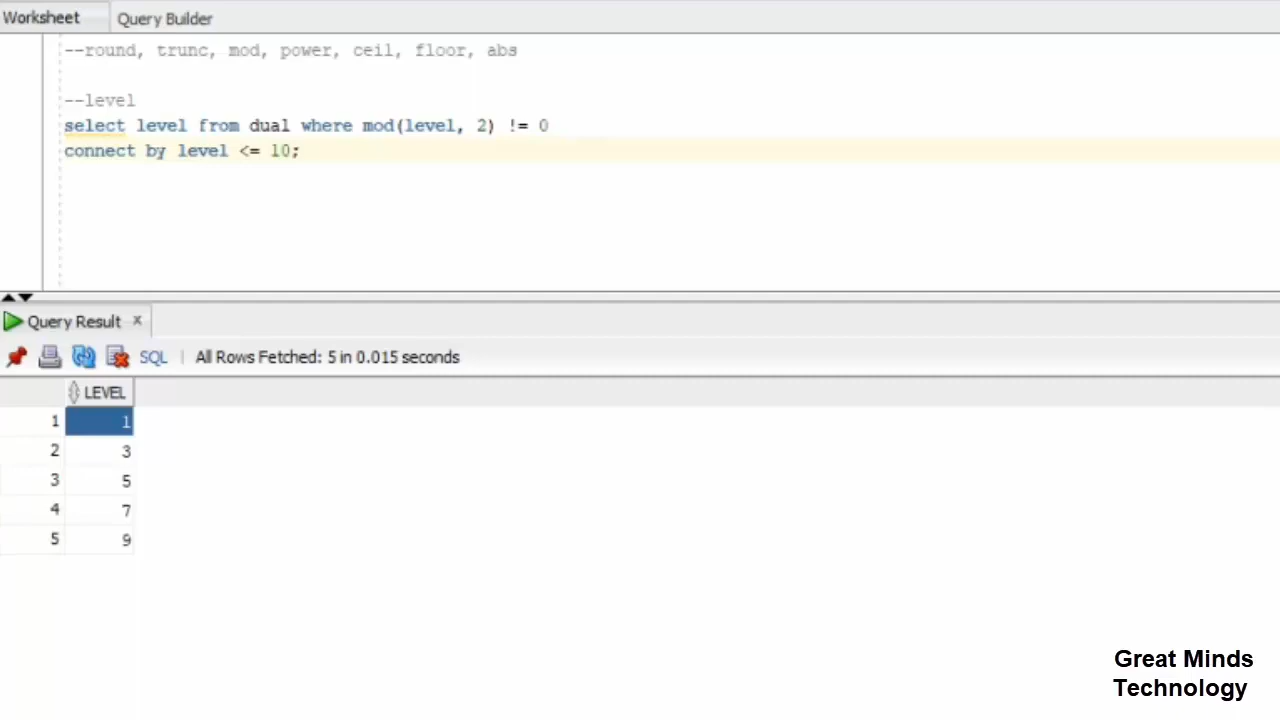 Worksheet Query Builder
--round, trunc, mod, power, ceil, floor, abs
--level
select level from dual where mod(level, 2) != 0
connect by level <= 10;
Query Result x
SQL | All Rows Fetched: 5 in 0.015 seconds
LEVEL
1 1
2 3
3 5
4 7
5 9
Great Minds
Technology